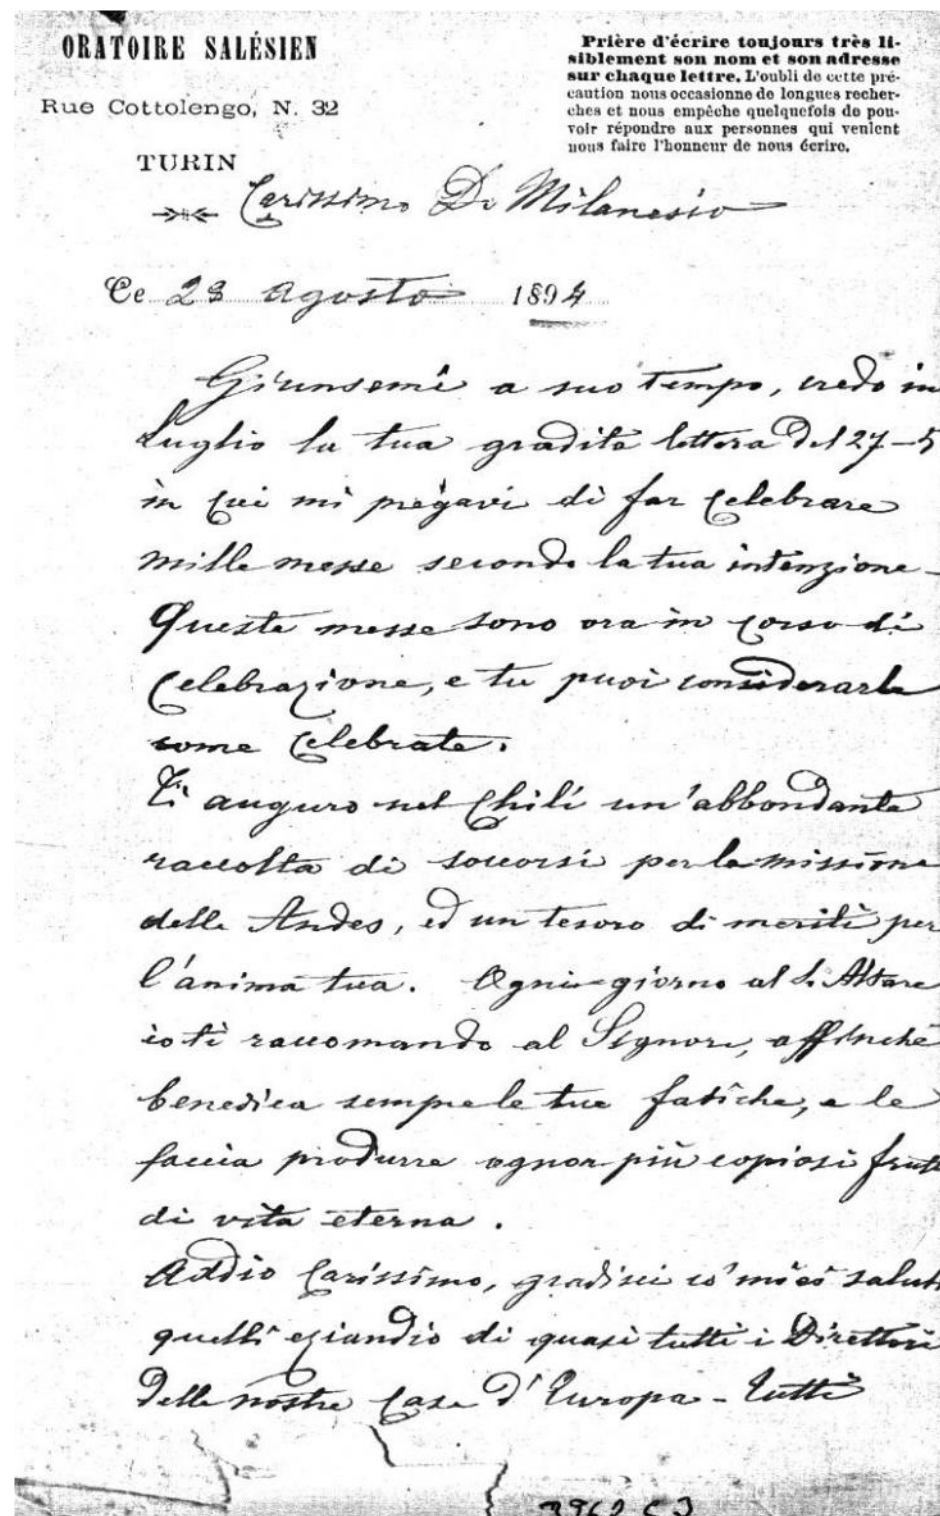 ORATOIRE SALÉSIEN
Rue Cottolengo, N. 32
TURIN
Prière d'écrire toujours très li-
siblement son nom et son adresse
sur chaque lettre. L'oubli de cette pré-
caution nous occasionne de longues recher-
ches et nous empêche quelquefois de pou-
voir répondre aux personnes qui veulent
nous faire l'honneur de nous écrire.
Carissimo D. Milanesio
Ce 28 Agosto 1894
Giunsemi a suo tempo, credo in
Luglio la tua gradita lettera del 27-5
in cui mi pregavi di far celebrare
mille messe secondo la tua intenzione -
Queste messe sono ora in corso di
celebrazione, e tu puoi considerarle
come celebrate.
Ti auguro nel Chilí un'abbondante
raccolta di soccorsi per la missione
delle Andes, ed un tesoro di meriti per
l'anima tua. Ogni giorno al S. Altare
io ti raccomando al Signore, affinchè
benedica sempre le tue fatiche, e le
faccia produrre ognor più copiosi frutti
di vita eterna.
Addio Carissimo, gradisci co' miei saluti
quelli eziandio di quasi tutti i Direttori
delle nostre Case d'Europa - Tutti
3962 C3